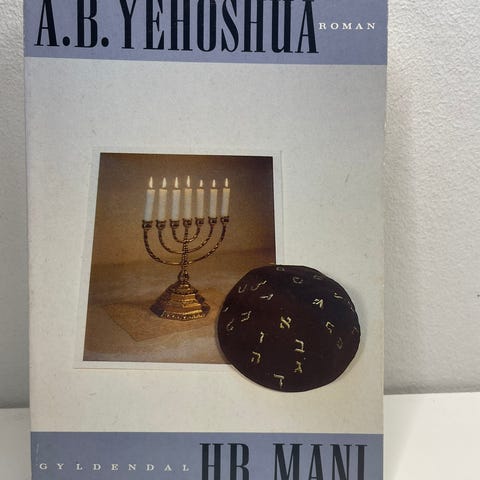 A.B. YEHOSHUA ROMAN
א
ב
ה ג
ד
GYLDENDAL HR MANI